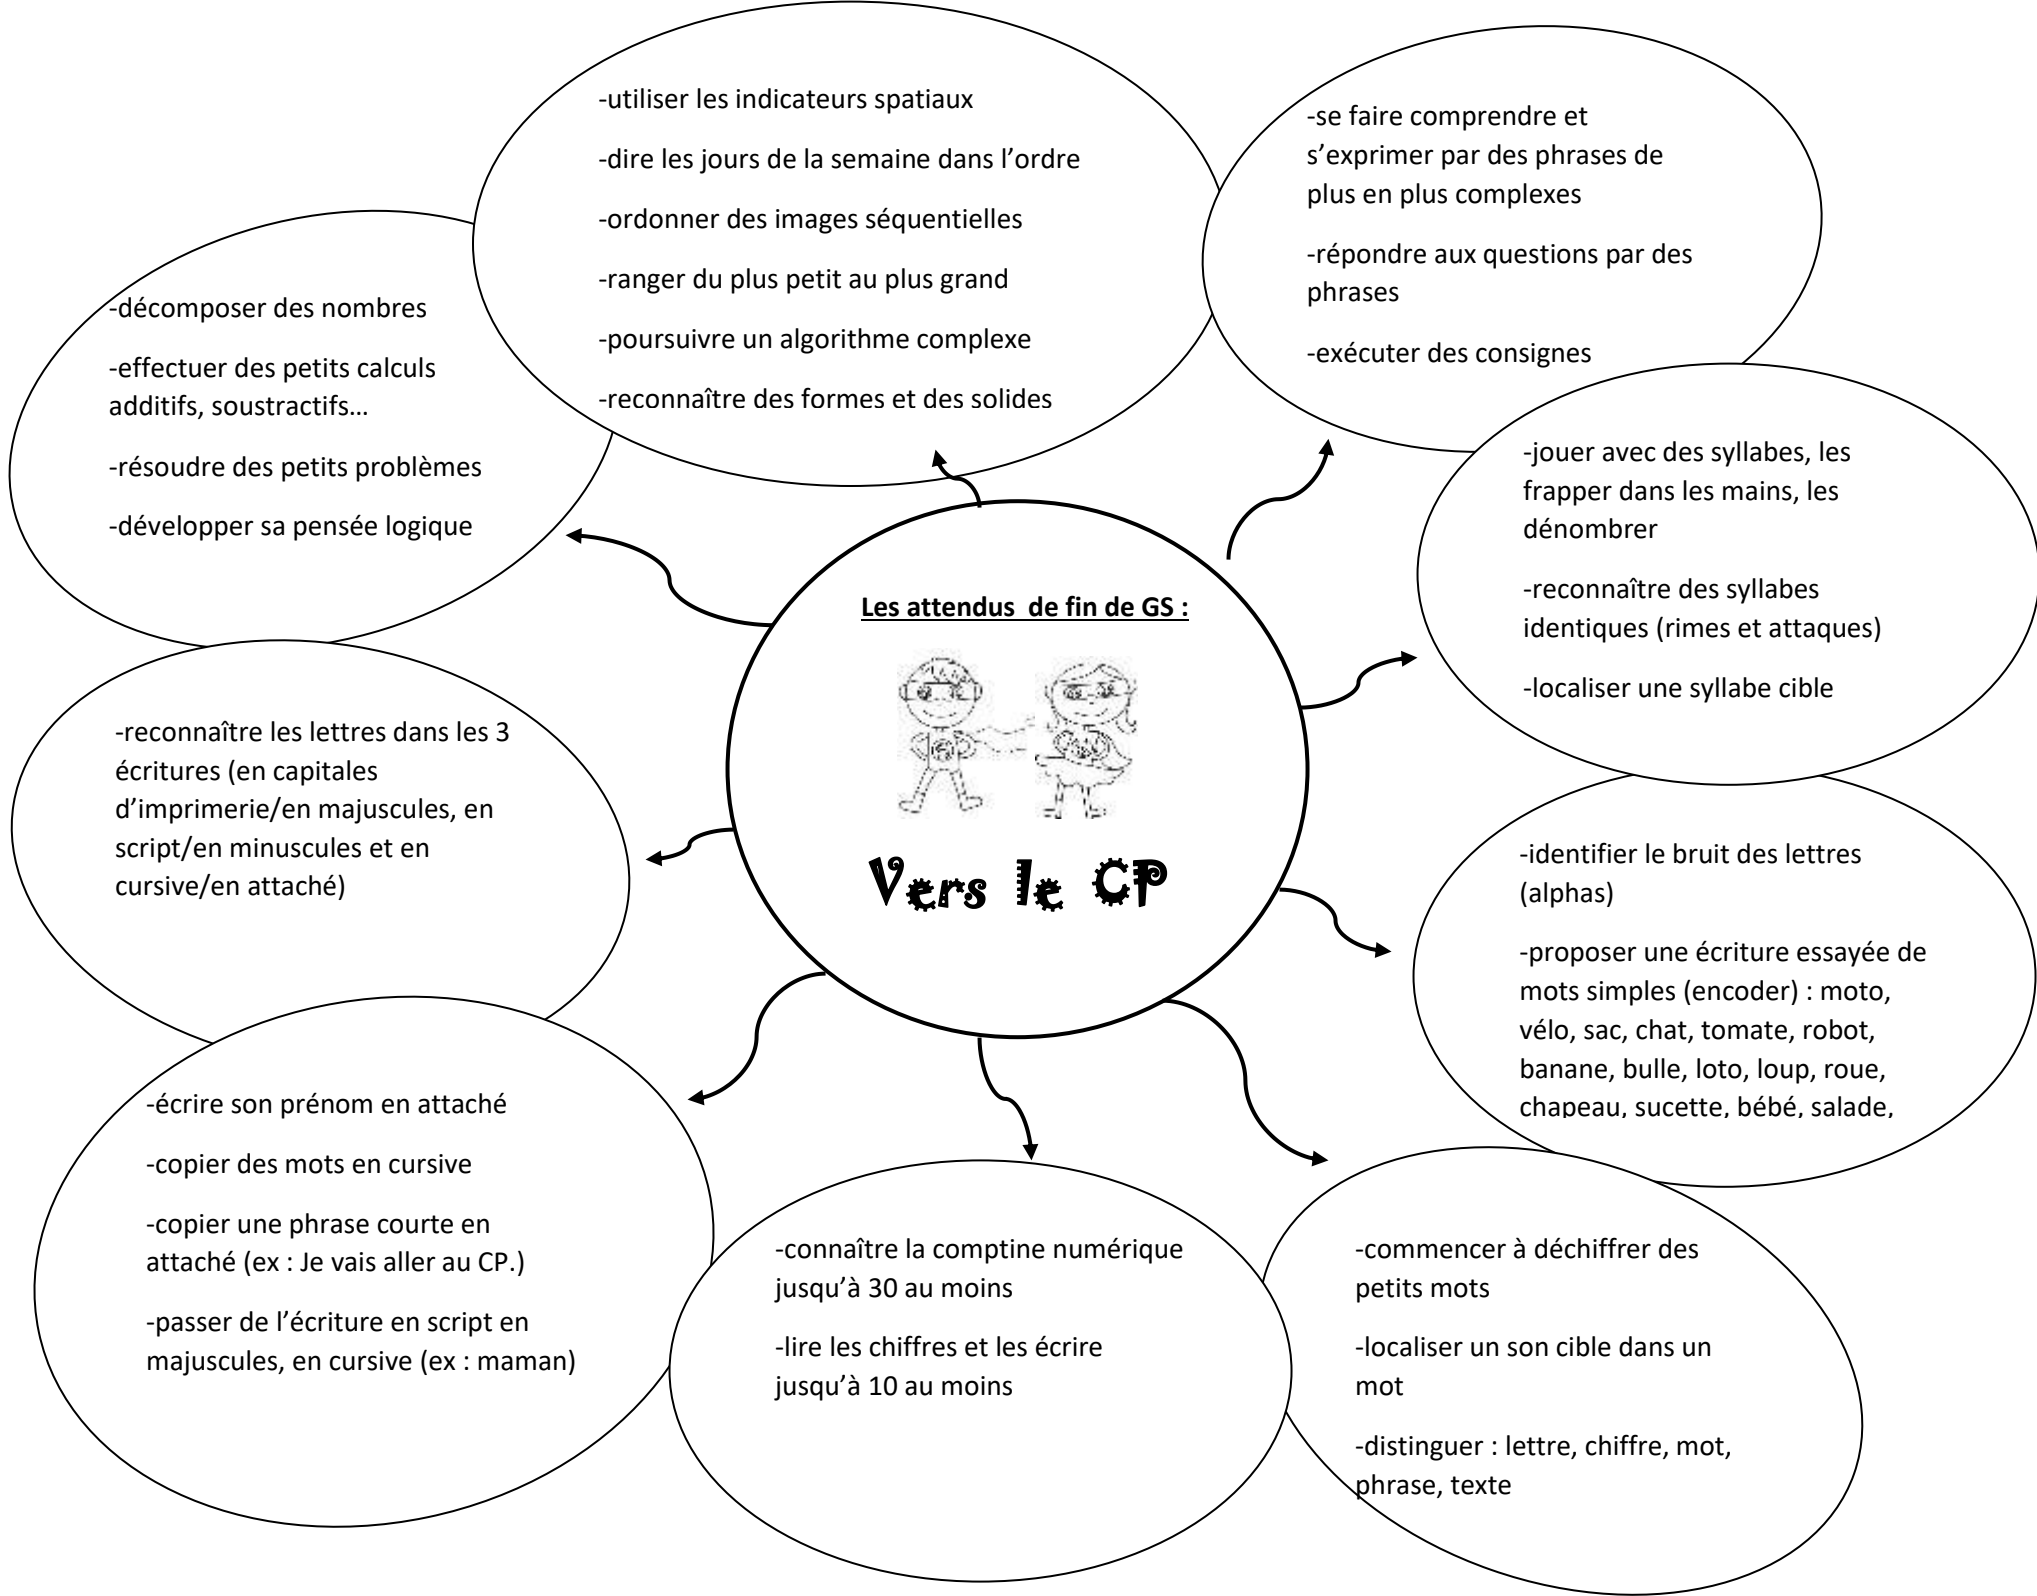 -utiliser les indicateurs spatiaux
-dire les jours de la semaine dans l’ordre
-ordonner des images séquentielles
-ranger du plus petit au plus grand
-poursuivre un algorithme complexe
-reconnaître des formes et des solides
-se faire comprendre et
s’exprimer par des phrases de
plus en plus complexes
-répondre aux questions par des
phrases
-exécuter des consignes
-décomposer des nombres
-effectuer des petits calculs
additifs, soustractifs…
-résoudre des petits problèmes
-développer sa pensée logique
-jouer avec des syllabes, les
frapper dans les mains, les
dénombrer
-reconnaître des syllabes
identiques (rimes et attaques)
-localiser une syllabe cible
Les attendus  de fin de GS :
Vers le CP
-reconnaître les lettres dans les 3
écritures (en capitales
d’imprimerie/en majuscules, en
script/en minuscules et en
cursive/en attaché)
-identifier le bruit des lettres
(alphas)
-proposer une écriture essayée de
mots simples (encoder) : moto,
vélo, sac, chat, tomate, robot,
banane, bulle, loto, loup, roue,
chapeau, sucette, bébé, salade,
-écrire son prénom en attaché
-copier des mots en cursive
-copier une phrase courte en
attaché (ex : Je vais aller au CP.)
-passer de l’écriture en script en
majuscules, en cursive (ex : maman)
-connaître la comptine numérique
jusqu’à 30 au moins
-lire les chiffres et les écrire
jusqu’à 10 au moins
-commencer à déchiffrer des
petits mots
-localiser un son cible dans un
mot
-distinguer : lettre, chiffre, mot,
phrase, texte